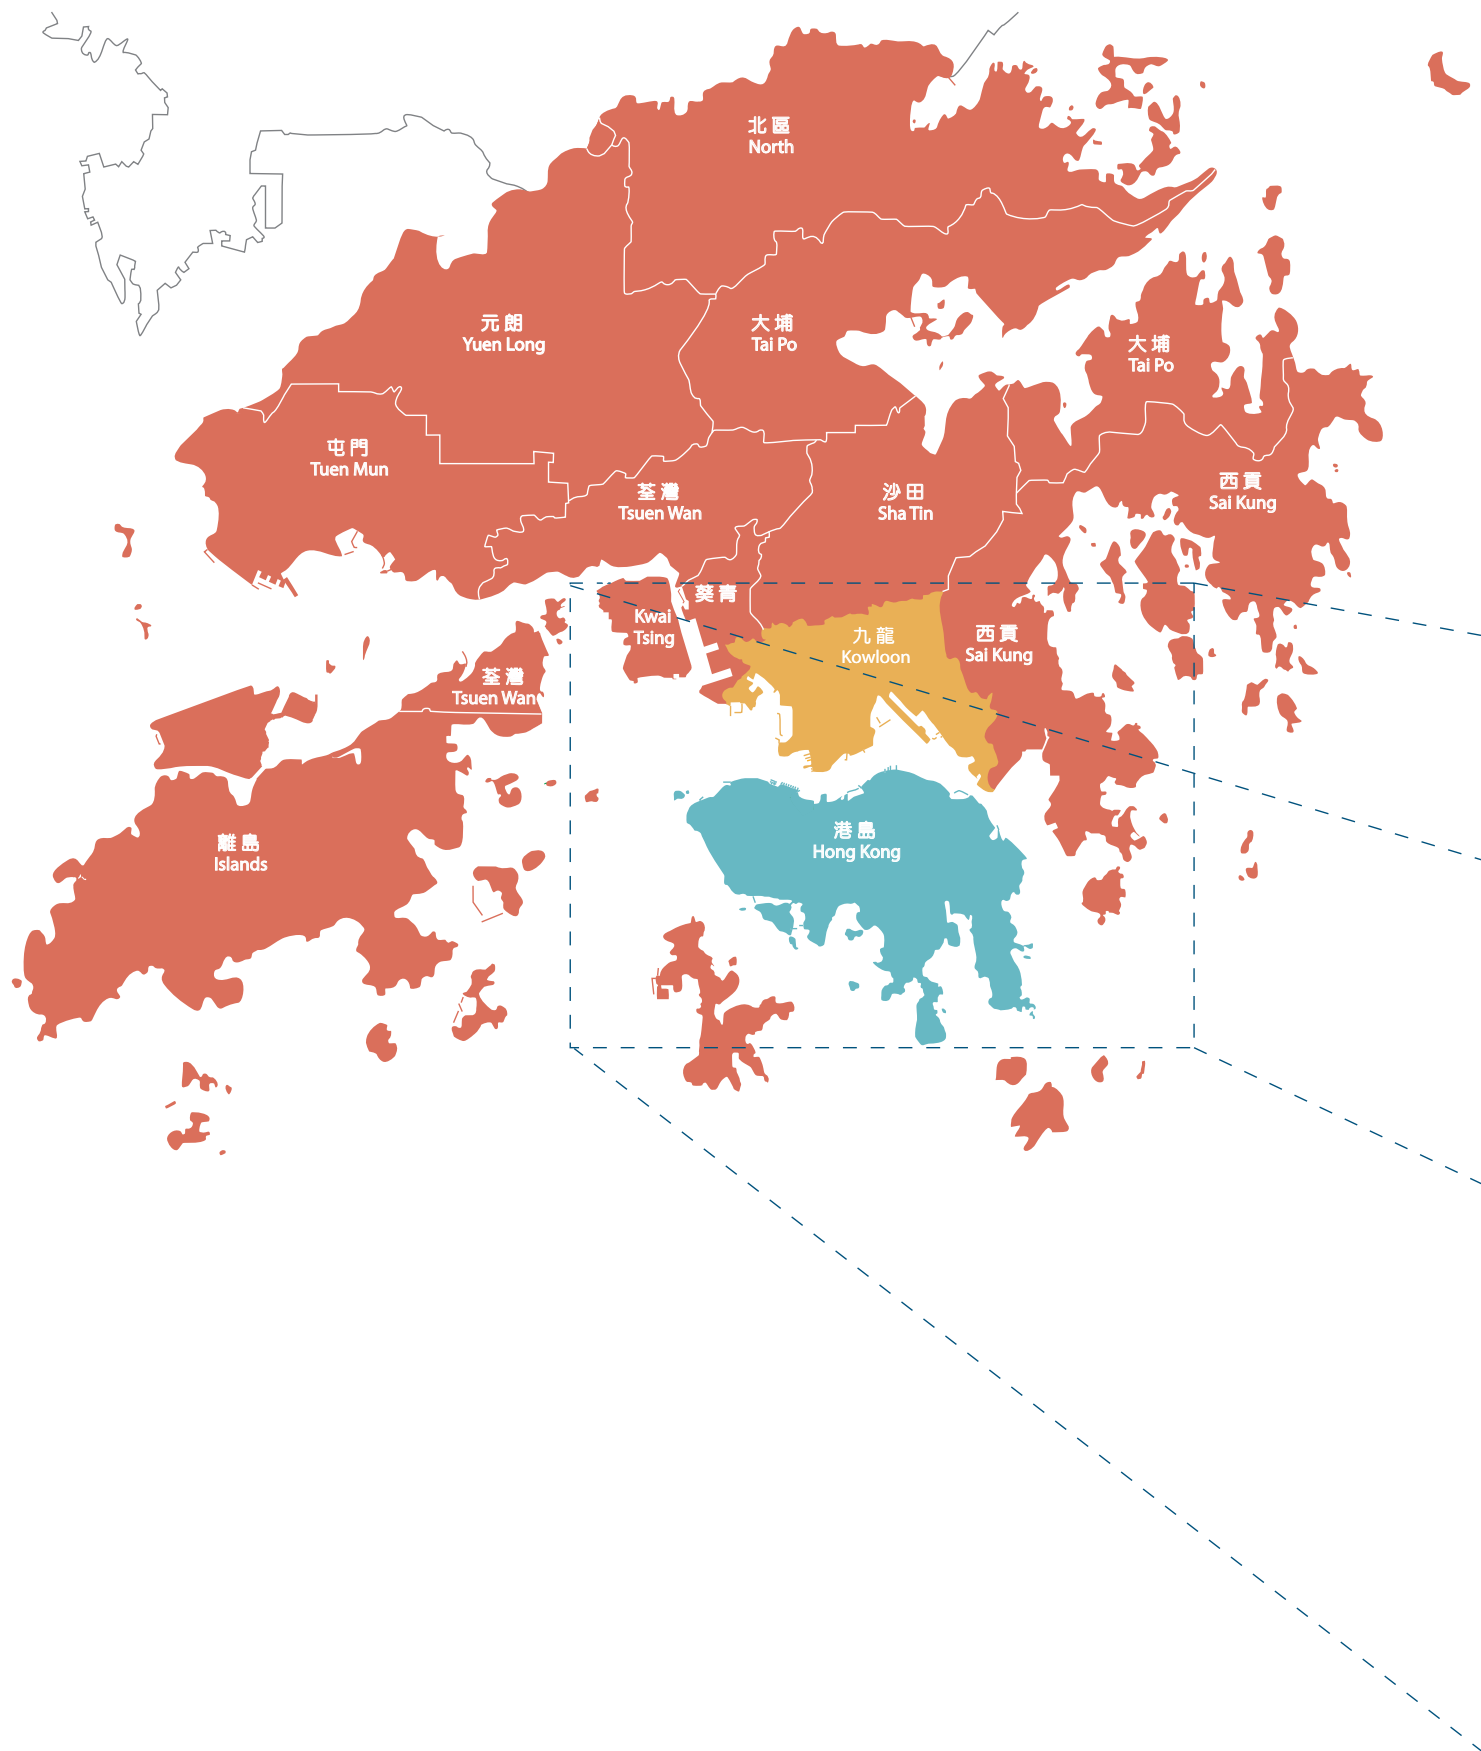 北區
North
元朗
Yuen Long
大埔
Tai Po
大埔
Tai Po
屯門
Tuen Mun
荃灣
Tsuen Wan
沙田
Sha Tin
西貢
Sai Kung
葵青
Kwai
Tsing
九龍
Kowloon
西貢
Sai Kung
荃灣
Tsuen Wan
離島
Islands
港島
Hong Kong